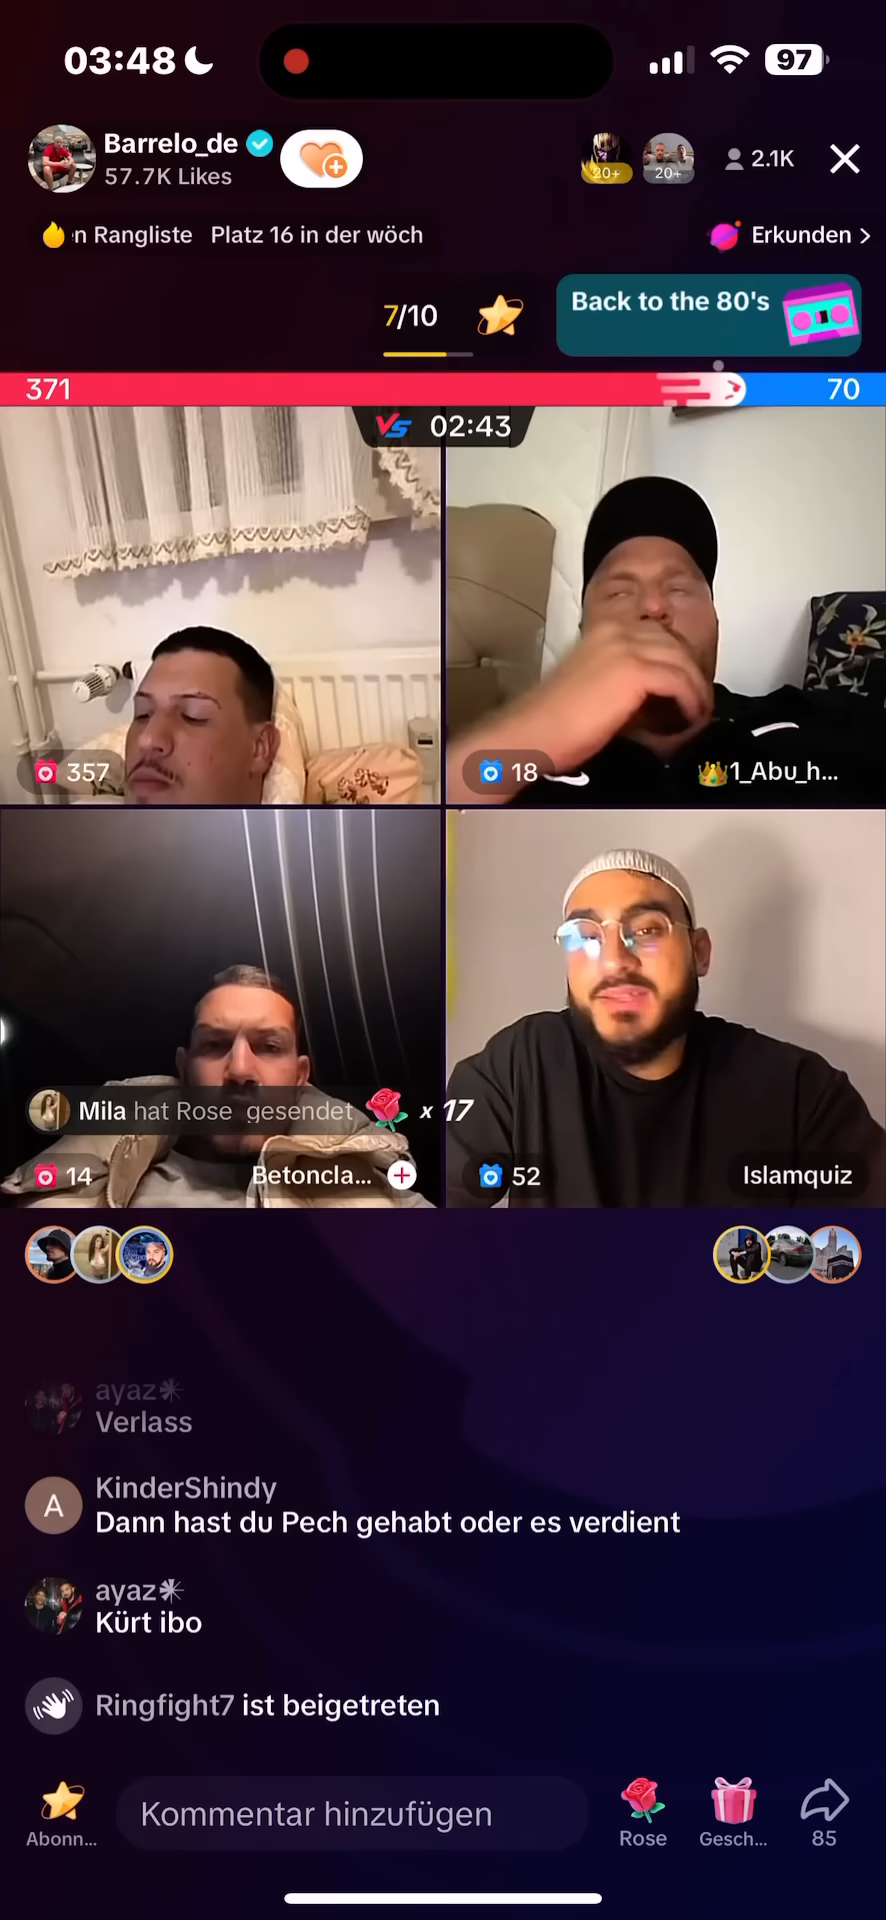 03:48
97
Barrelo_de
57.7K Likes
20+
20+
2.1K
n Rangliste Platz 16 in der wöch
Erkunden >
7/10
Back to the 80's
371
70
VS 02:43
357
18
1_Abu_h...
Mila hat Rose gesendet x 17
14
Betoncla...
52
Islamquiz
ayaz
Verlass
A
KinderShindy
Dann hast du Pech gehabt oder es verdient
ayaz
Kürt ibo
Ringfight7 ist beigetreten
Kommentar hinzufügen
Abonn...
Rose
Gesch...
85